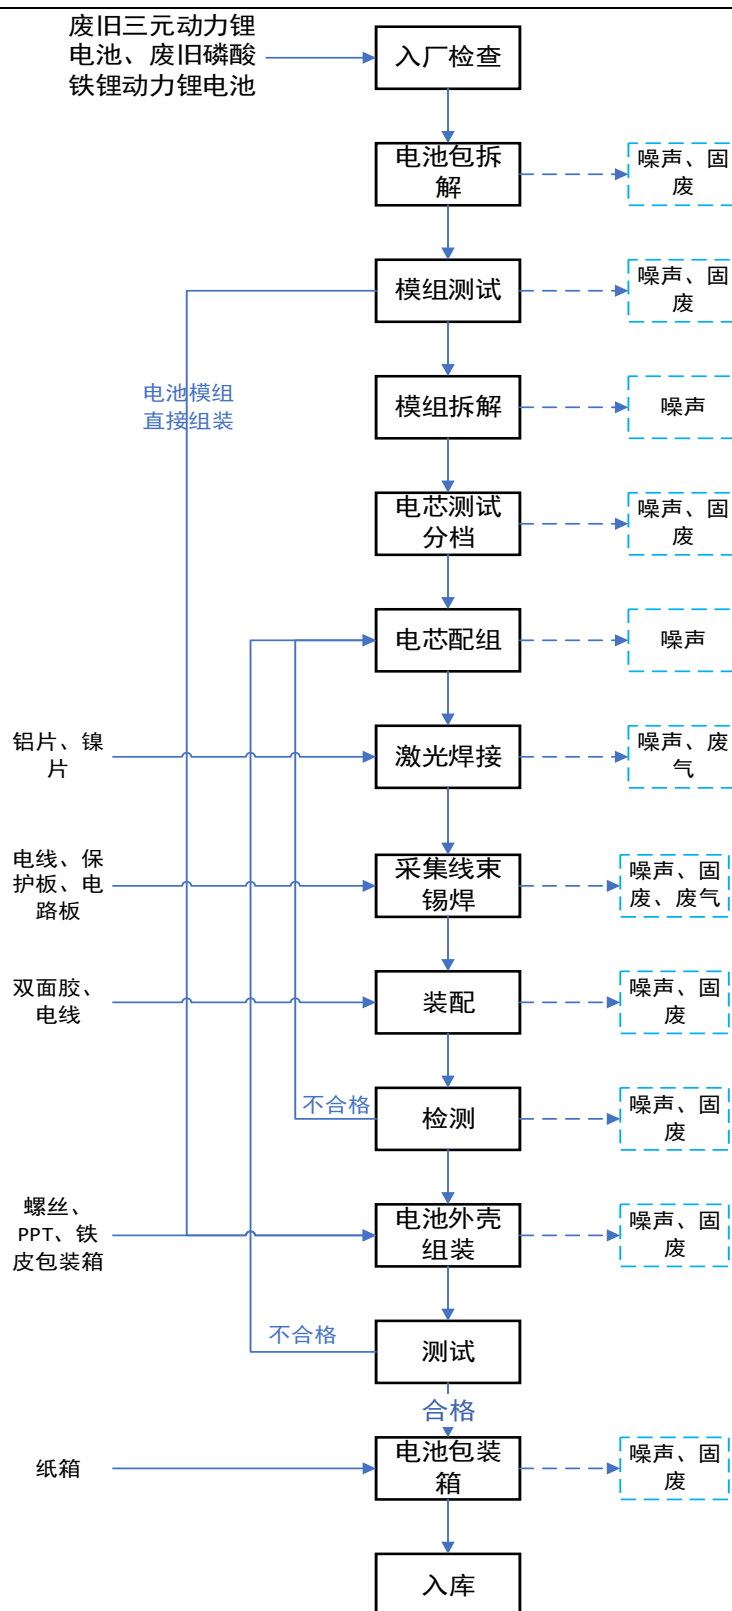 废旧三元动力锂
电池、废旧磷酸
铁锂动力锂电池
入厂检查
电池包拆
解
噪声、固
废
模组测试
噪声、固
废
电池模组
直接组装
模组拆解
噪声
电芯测试
分档
噪声、固
废
电芯配组
噪声
铝片、镍
片
激光焊接
噪声、废
气
电线、保
护板、电
路板
采集线束
锡焊
噪声、固
废、废气
双面胶、
电线
装配
噪声、固
废
不合格
检测
噪声、固
废
螺丝、
PPT、铁
皮包装箱
电池外壳
组装
噪声、固
废
不合格
测试
合格
纸箱
电池包装
箱
噪声、固
废
入库